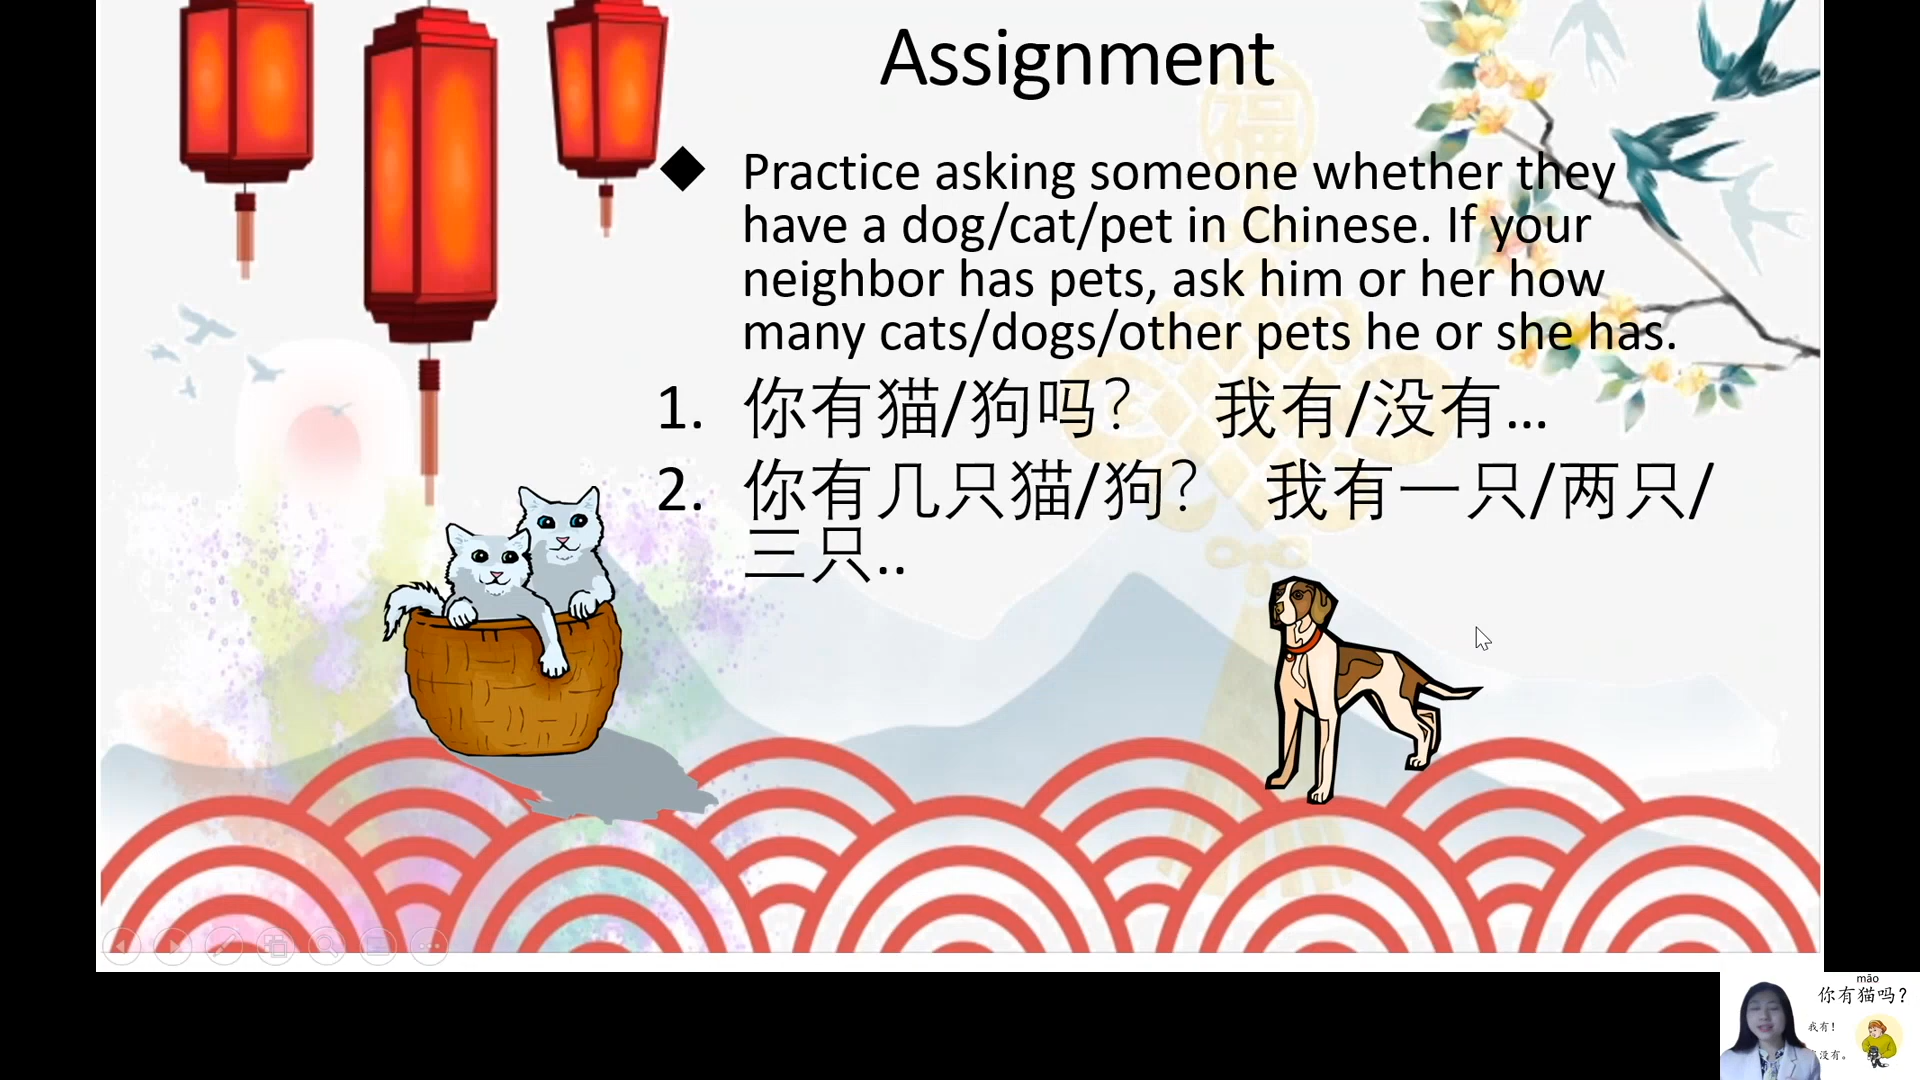 Assignment
◆ Practice asking someone whether they
have a dog/cat/pet in Chinese. If your
neighbor has pets, ask him or her how
many cats/dogs/other pets he or she has.
1. 你有猫/狗吗？ 我有/没有…
2. 你有几只猫/狗？ 我有一只/两只/
三只..
福
māo
你有猫吗？
我有！
没有。